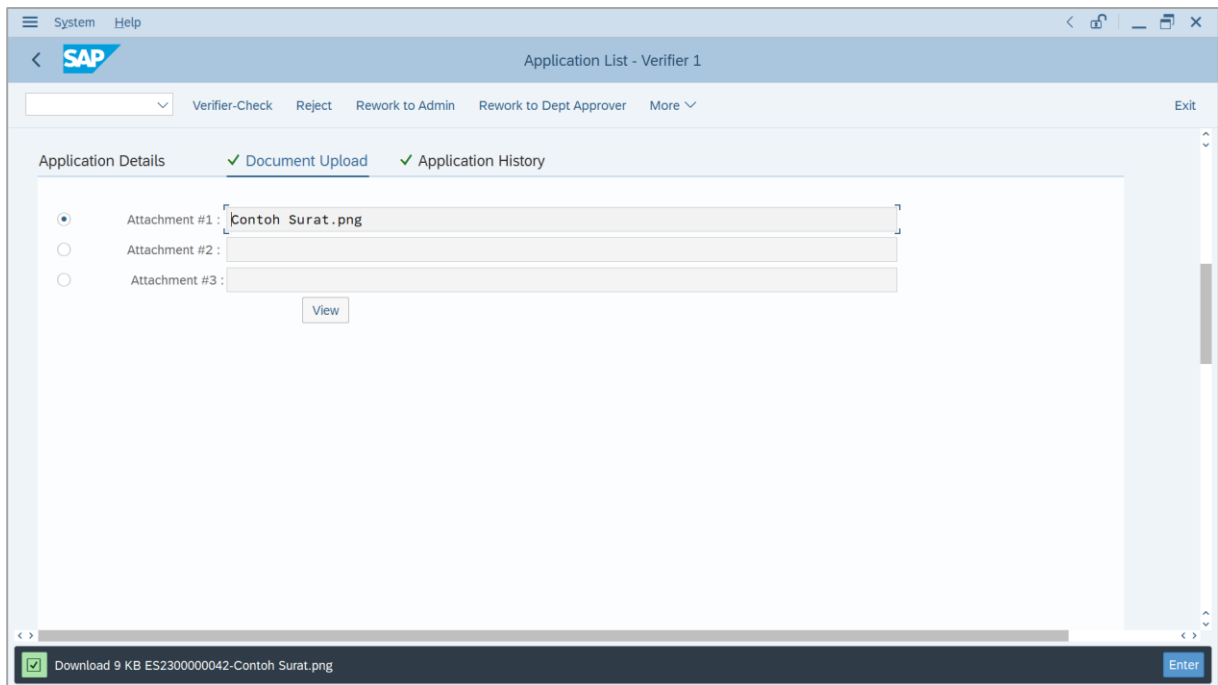 System Help
SAP
Application List - Verifier 1
Verifier-Check Reject Rework to Admin Rework to Dept Approver More Exit
Application Details Document Upload Application History
Attachment #1 : Contoh Surat.png
Attachment #2 :
Attachment #3 :
View
Download 9 KB ES2300000042-Contoh Surat.png Enter